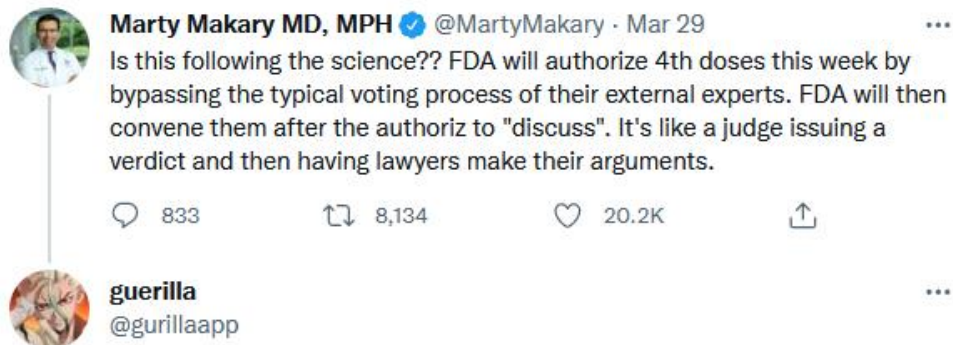 Marty Makary MD, MPH @MartyMakary · Mar 29
Is this following the science?? FDA will authorize 4th doses this week by
bypassing the typical voting process of their external experts. FDA will then
convene them after the authoriz to "discuss". It's like a judge issuing a
verdict and then having lawyers make their arguments.
833 8,134 20.2K
guerilla
@gurillaapp